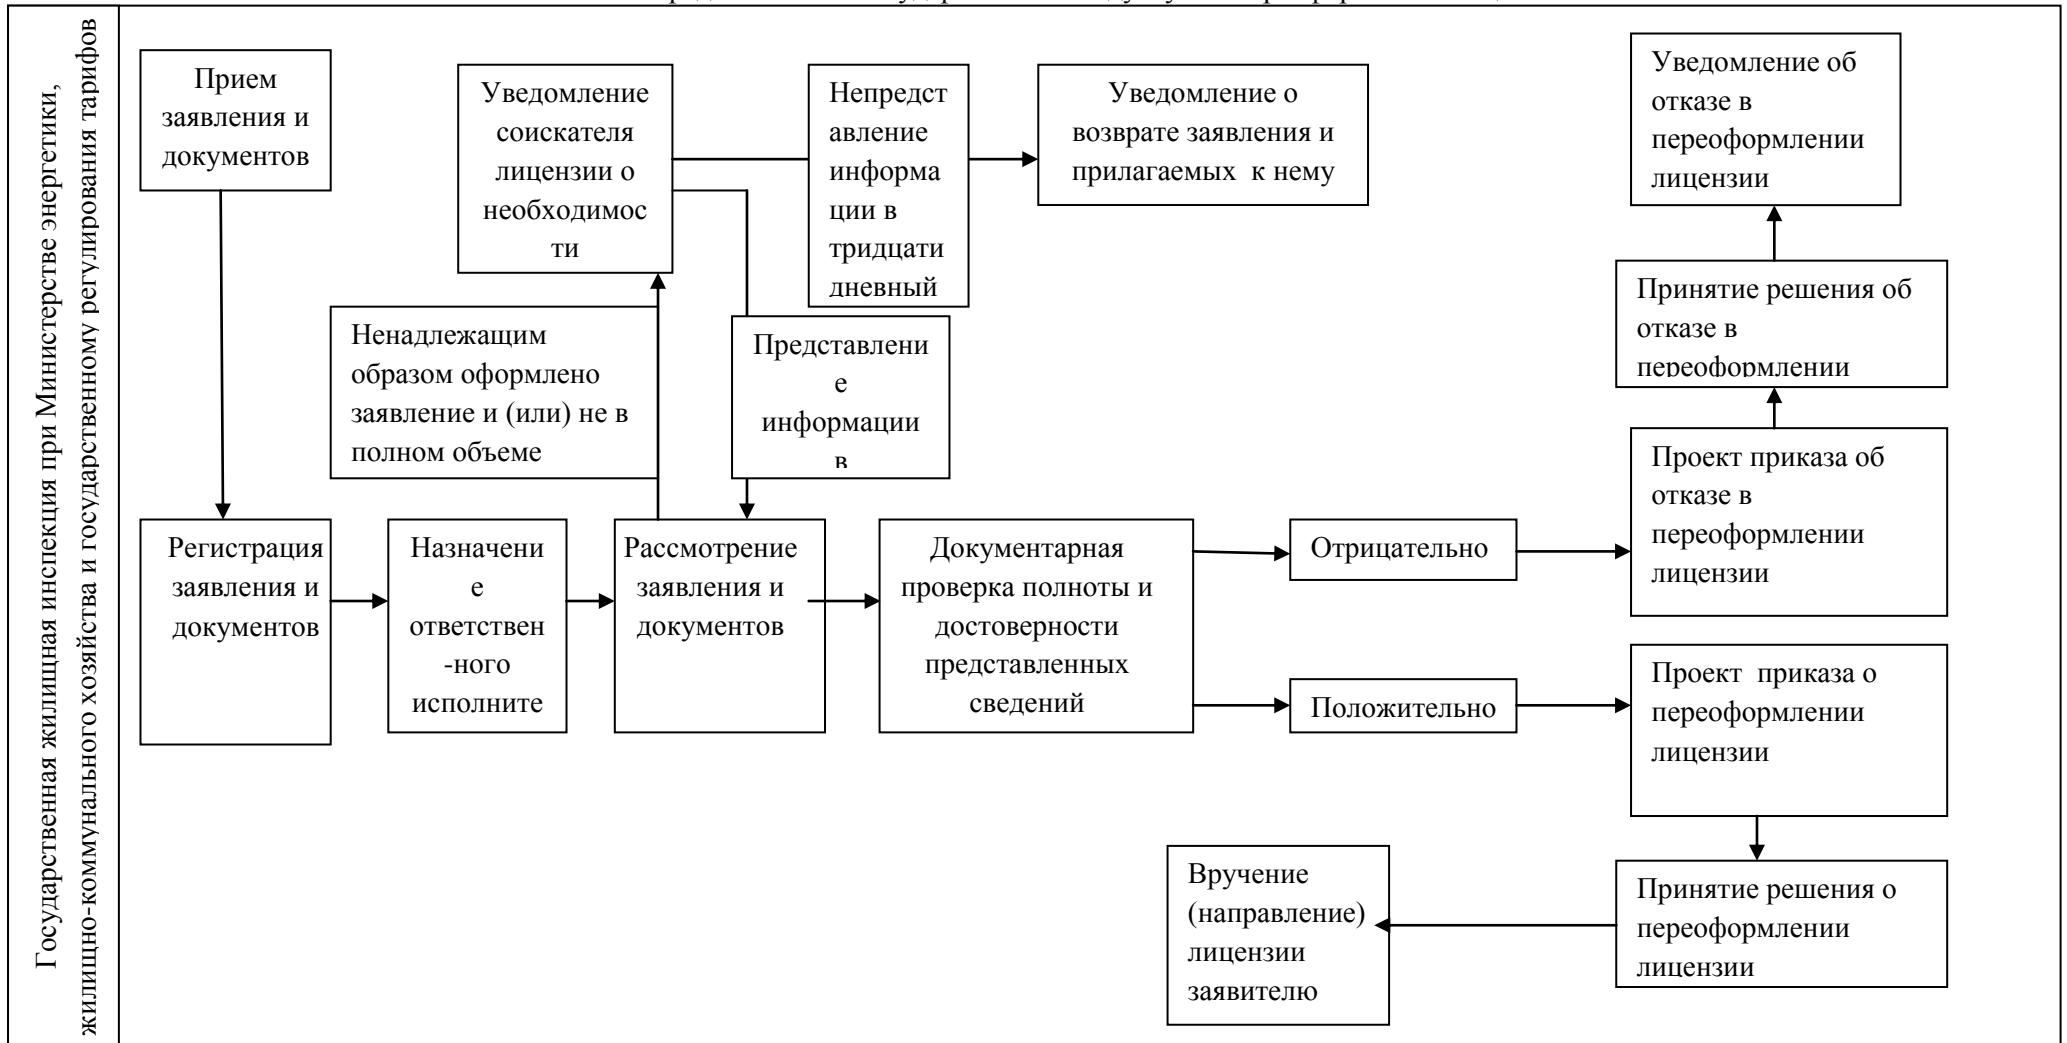 Государственная жилищная инспекция при Министерстве энергетики,
жилищно-коммунального хозяйства и государственному регулирования тарифов
Прием
заявления и
документов
Уведомление
соискателя
лицензии о
необходимос
ти
Непредст
авление
информа
ции в
тридцати
дневный
Уведомление о
возврате заявления и
прилагаемых к нему
Уведомление об
отказе в
переоформлении
лицензии
Ненадлежащим
образом оформлено
заявление и (или) не в
полном объеме
Представлени
е
информации
в
Принятие решения об
отказе в
переоформлении
Проект приказа об
отказе в
переоформлении
лицензии
Регистрация
заявления и
документов
Назначени
е
ответствен
-ного
исполните
Рассмотрение
заявления и
документов
Документарная
проверка полноты и
достоверности
представленных
сведений
Отрицательно
Положительно
Проект приказа о
переоформлении
лицензии
Принятие решения о
переоформлении
лицензии
Вручение
(направление)
лицензии
заявителю